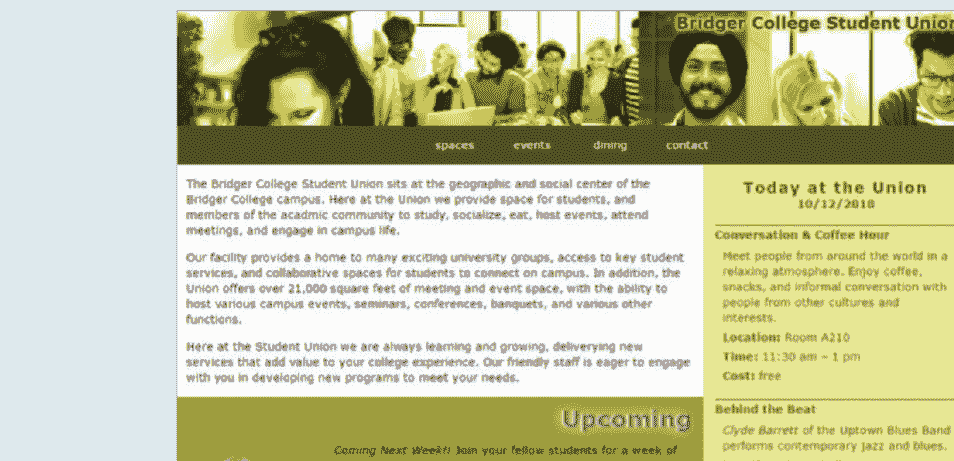 Bridger College Student Union
spaces events dining contact
The Bridger College Student Union sits at the geographic and social center of the
Bridger College campus. Here at the Union we provide space for students, and
members of the acadmic community to study, socialize, eat, host events, attend
meetings, and engage in campus life.
Our facility provides a home to many exciting university groups, access to key student
services, and collaborative spaces for students to connect on campus. In addition, the
Union offers over 21,000 square feet of meeting and event space, with the ability to
host various campus events, seminars, conferences, banquets, and various other
functions.
Here at the Student Union we are always learning and growing, deliverying new
services that add value to your college experience. Our friendly staff is eager to engage
with you in developing new programs to meet your needs.
Upcoming
Coming Next Week!! Join your fellow students for a week of
Today at the Union
10/12/2018
Conversation & Coffee Hour
Meet people from around the world in a
relaxing atmosphere. Enjoy coffee,
snacks, and informal conversation with
people from other cultures and
interests.
Location: Room A210
Time: 11:30 am – 1 pm
Cost: free
Behind the Beat
Clyde Barrett of the Uptown Blues Band
performs contemporary jazz and blues.